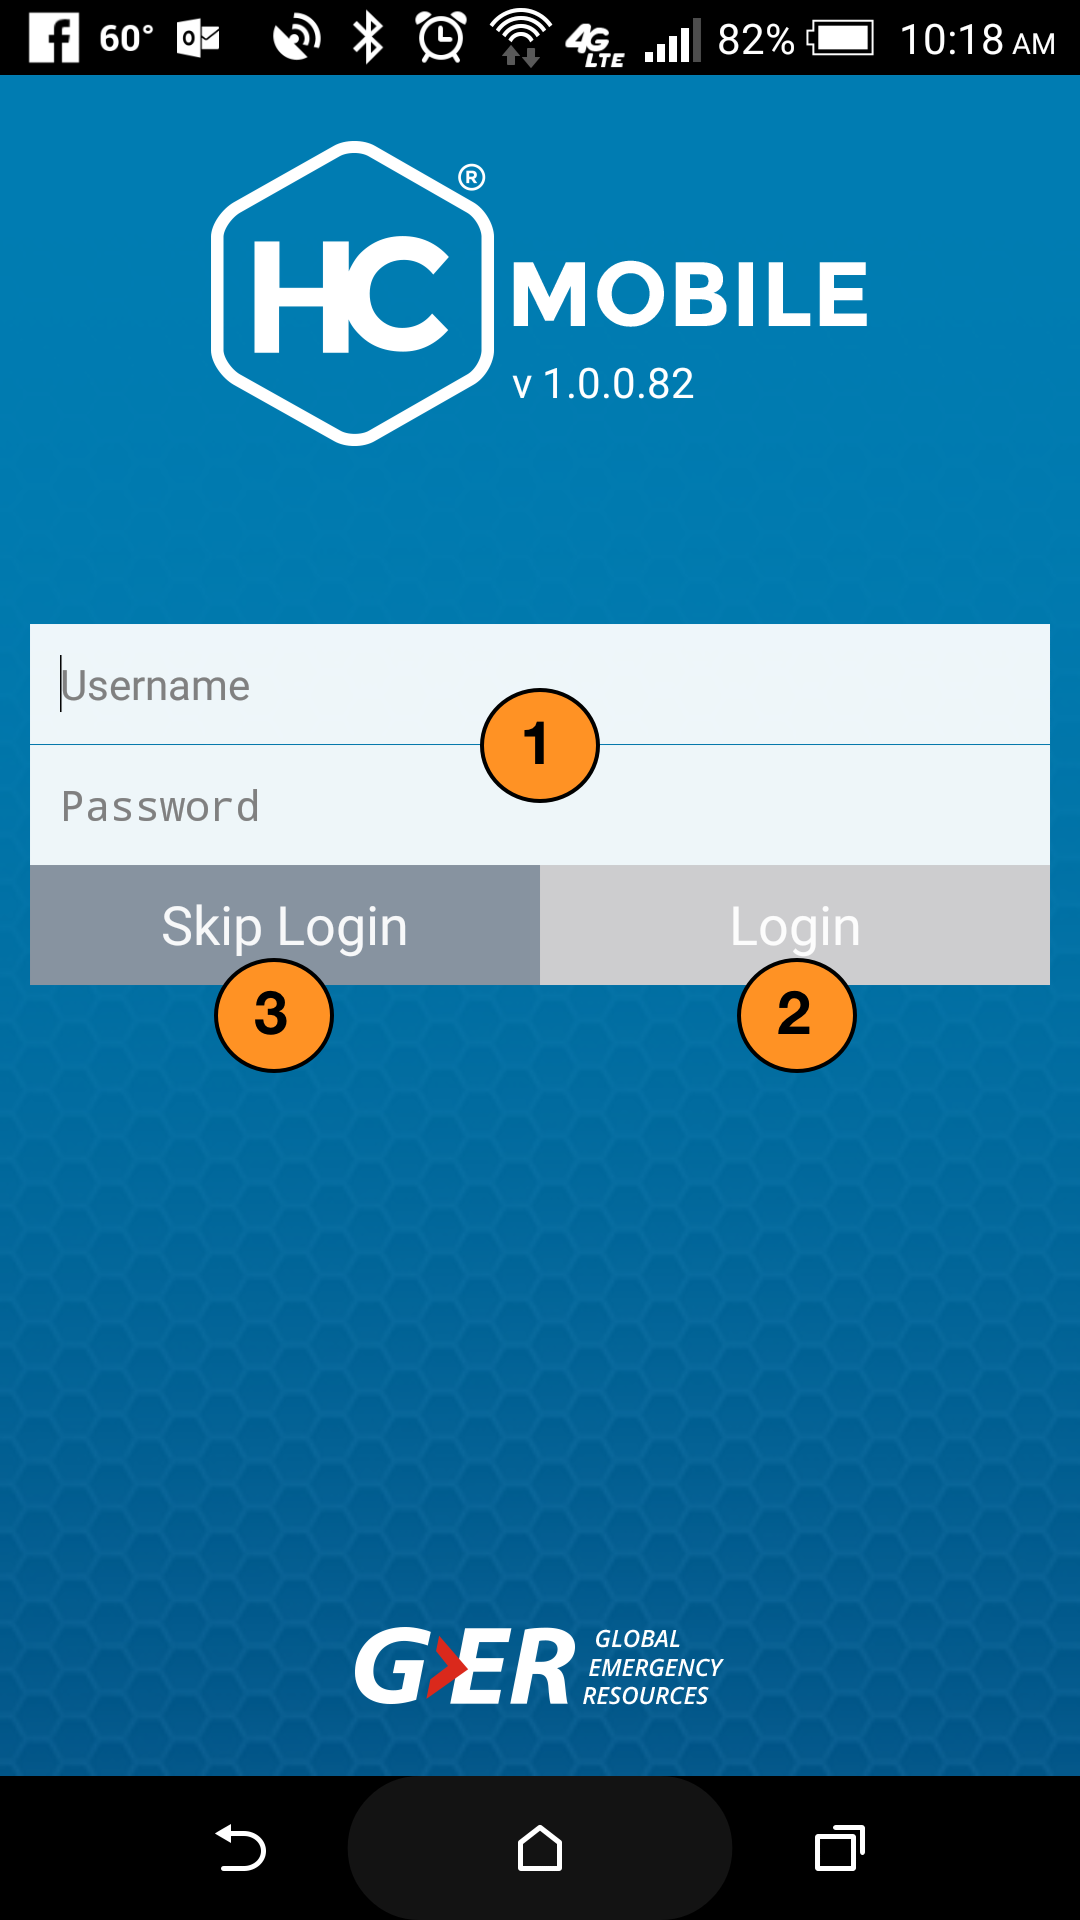 60° 82% 10:18 AM
4G LTE
HC ®
MOBILE
v 1.0.0.82
Username
1
Password
Skip Login Login
3 2
GER GLOBAL
EMERGENCY
RESOURCES